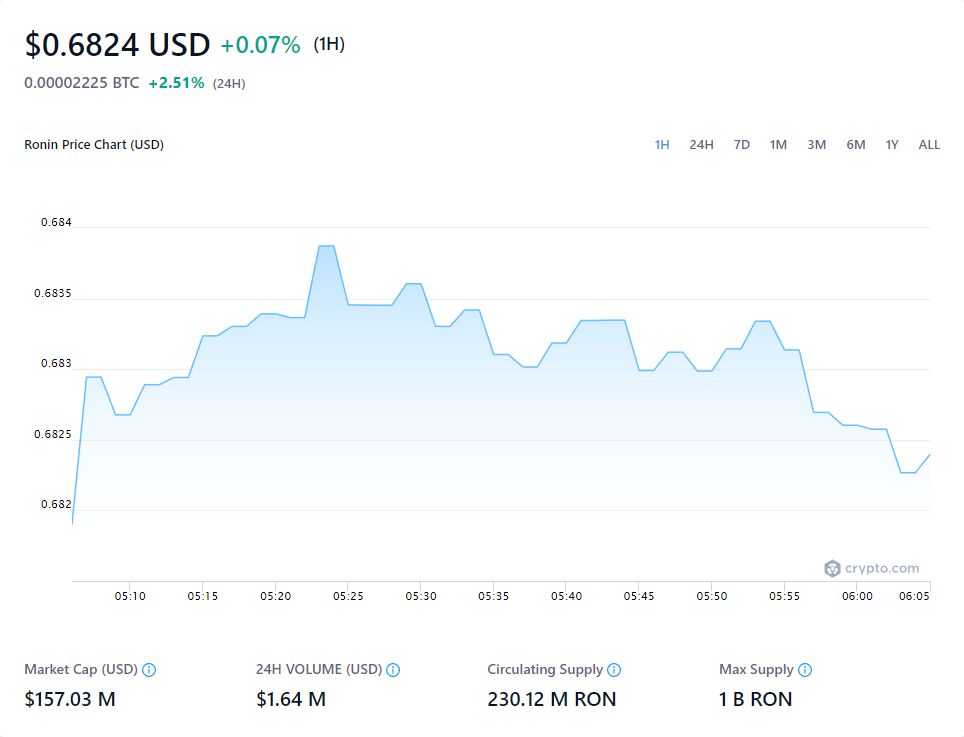 $0.6824 USD +0.07% (1H)
0.00002225 BTC +2.51% (24H)
Ronin Price Chart (USD) 1H 24H 7D 1M 3M 6M 1Y ALL
0.684
0.6835
0.683
0.6825
0.682
crypto.com
05:10 05:15 05:20 05:25 05:30 05:35 05:40 05:45 05:50 05:55 06:00 06:05
Market Cap (USD) 24H VOLUME (USD) Circulating Supply Max Supply
$157.03 M $1.64 M 230.12 M RON 1 B RON